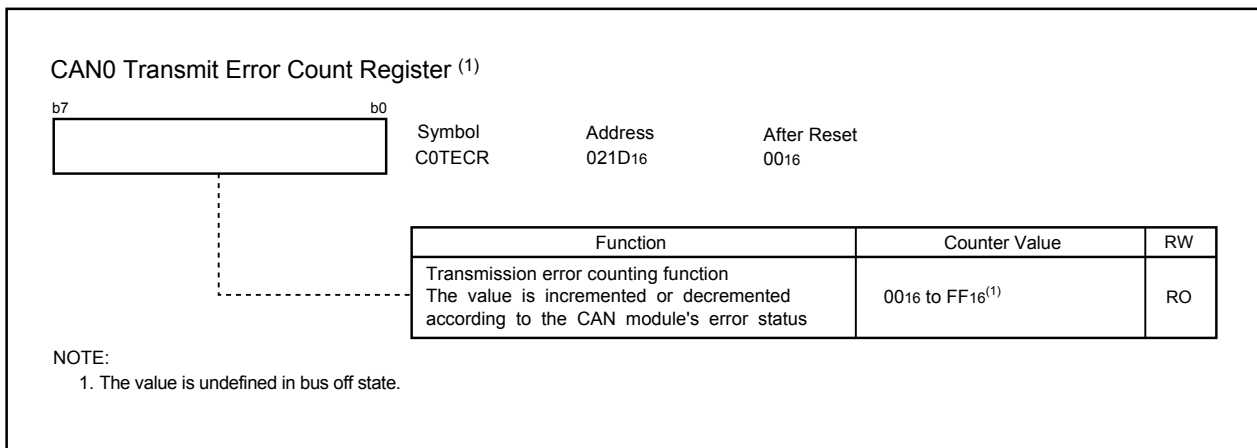 CAN0 Transmit Error Count Register (1)
b7 b0
Symbol Address After Reset
C0TECR 021D16 0016
Function Counter Value RW
Transmission error counting function
The value is incremented or decremented
according to the CAN module's error status
0016 to FF16(1)
RO
NOTE:
1. The value is undefined in bus off state.